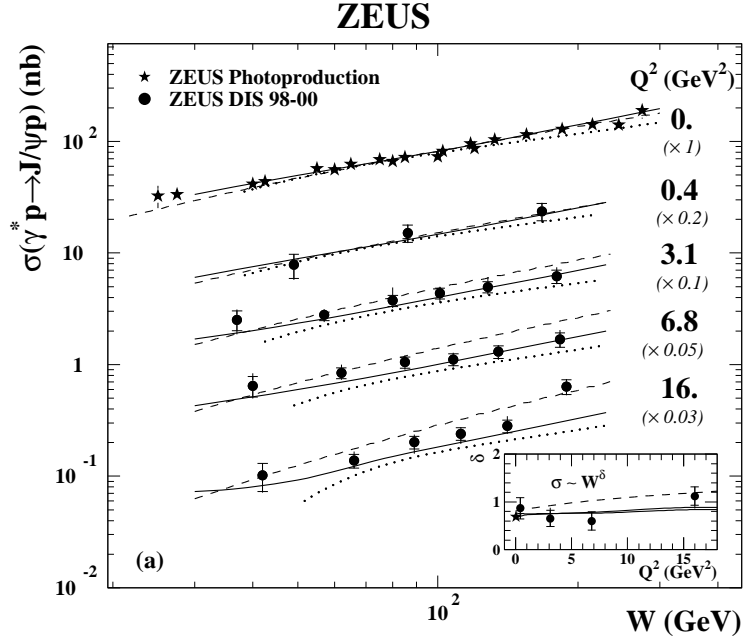 ZEUS
σ(γ* p→J/ψp) (nb)
ZEUS Photoproduction
ZEUS DIS 98-00
Q² (GeV²)
0.
(× 1)
0.4
(× 0.2)
3.1
(× 0.1)
6.8
(× 0.05)
16.
(× 0.03)
10²
10
1
10⁻¹
10⁻²
(a)
δ
σ ~ W^δ
2
1
0
0 5 10 15
Q² (GeV²)
10²
W (GeV)